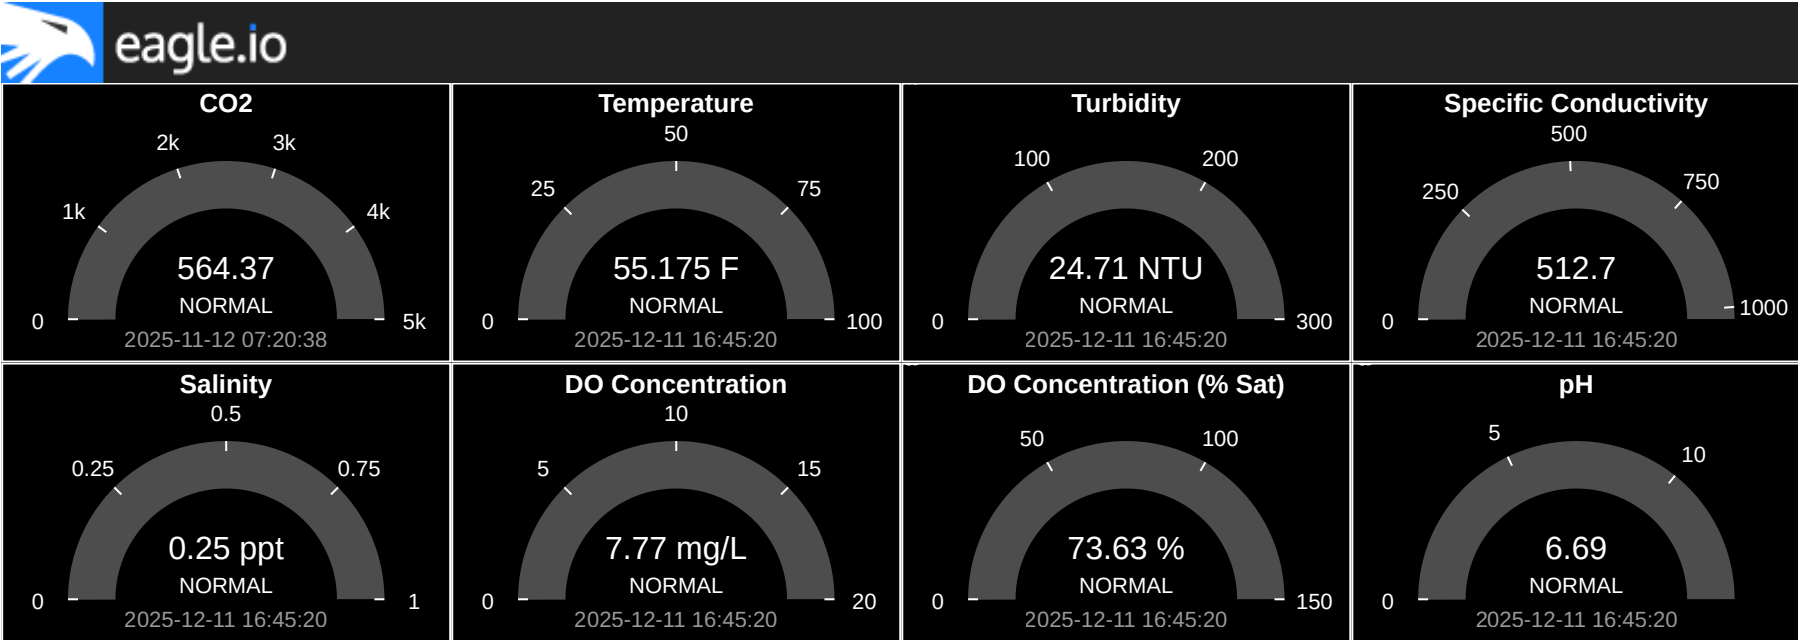 eagle.io
CO2
2k
3k
1k
4k
564.37
NORMAL
0
5k
2025-11-12 07:20:38
Temperature
50
25
75
55.175 F
NORMAL
0
100
2025-12-11 16:45:20
Turbidity
100
200
24.71 NTU
NORMAL
0
300
2025-12-11 16:45:20
Specific Conductivity
500
250
750
512.7
NORMAL
0
1000
2025-12-11 16:45:20
Salinity
0.5
0.25
0.75
0.25 ppt
NORMAL
0
1
2025-12-11 16:45:20
DO Concentration
10
5
15
7.77 mg/L
NORMAL
0
20
2025-12-11 16:45:20
DO Concentration (% Sat)
50
100
73.63 %
NORMAL
0
150
2025-12-11 16:45:20
pH
5
10
6.69
NORMAL
0
2025-12-11 16:45:20